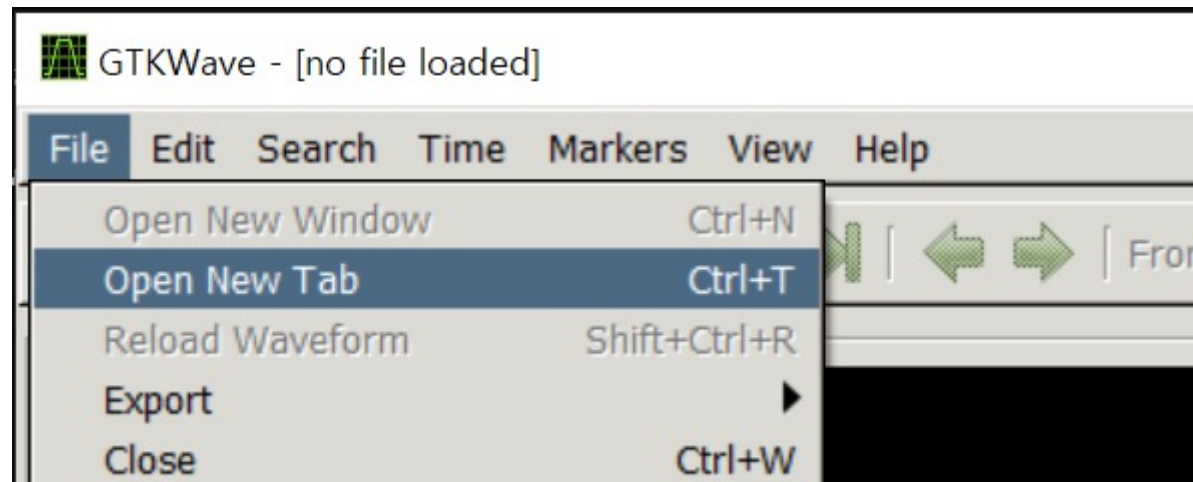 GTKWave - [no file loaded]
File Edit Search Time Markers View Help
Open New Window Ctrl+N
Open New Tab Ctrl+T
From
Reload Waveform Shift+Ctrl+R
Export
Close Ctrl+W